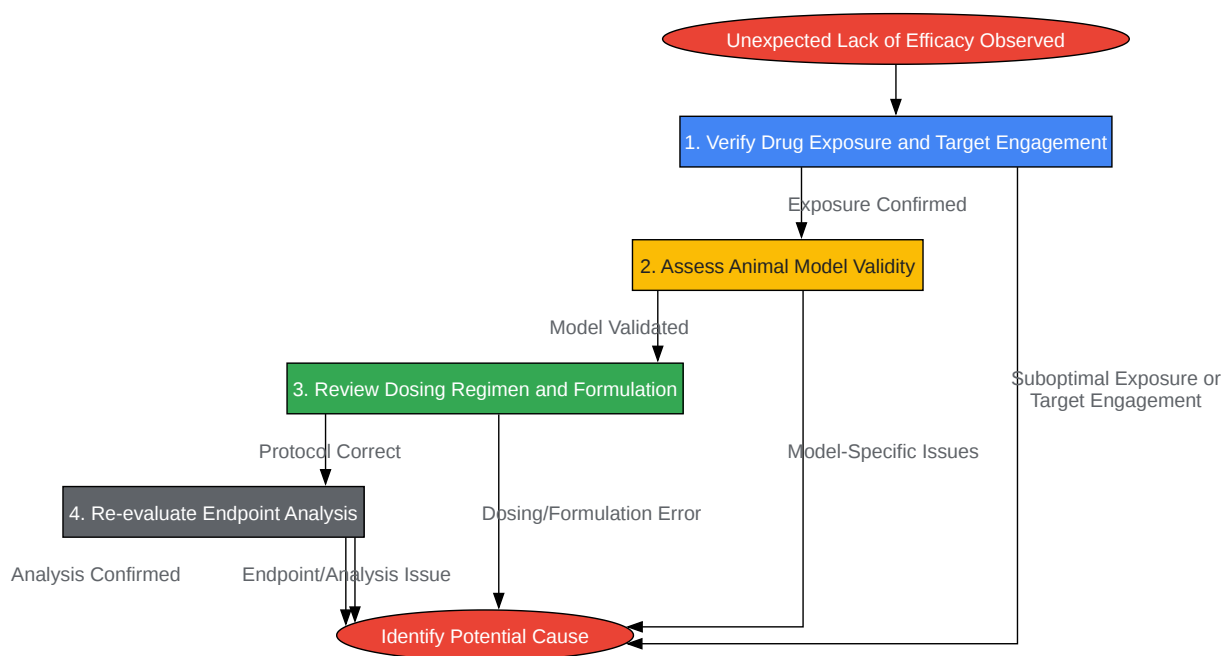 Unexpected Lack of Efficacy Observed
1. Verify Drug Exposure and Target Engagement
Exposure Confirmed
2. Assess Animal Model Validity
Model Validated
3. Review Dosing Regimen and Formulation
Suboptimal Exposure or
Target Engagement
Protocol Correct
Model-Specific Issues
4. Re-evaluate Endpoint Analysis
Dosing/Formulation Error
Analysis Confirmed
Endpoint/Analysis Issue
Identify Potential Cause